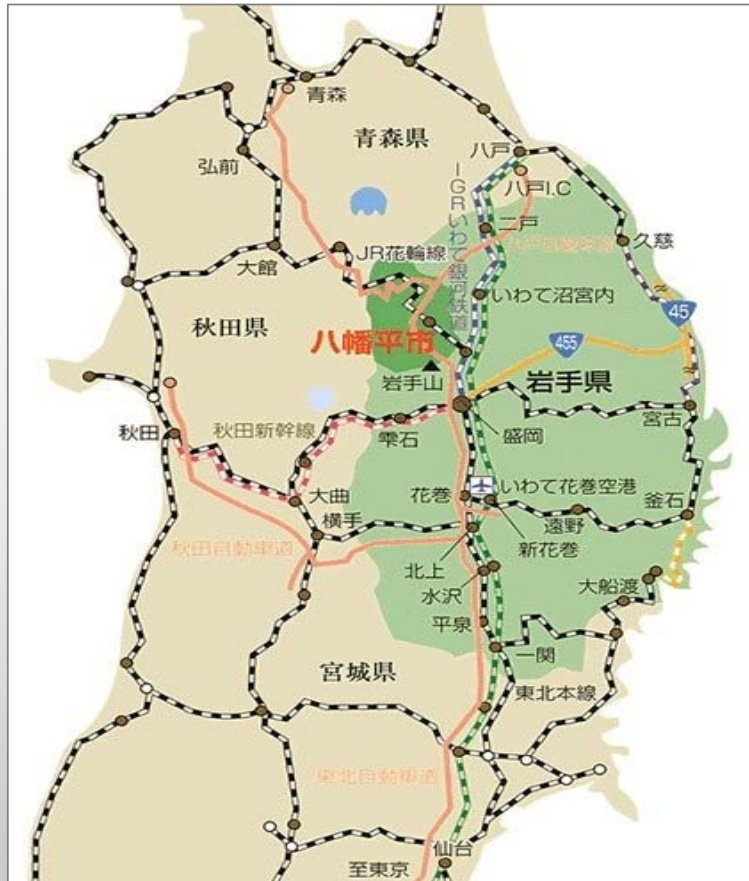 青森
青森県
八戸
弘前
八戸I.C
IGRいわて銀河鉄道
二戸
JR花輪線
久慈
大館
いわて沼宮内
45
秋田県
八幡平市
455
岩手山
岩手県
秋田
秋田新幹線
雫石
盛岡
宮古
大曲
花巻
いわて花巻空港
釜石
横手
遠野
新花巻
秋田自動車道
北上
水沢
大船渡
平泉
一関
宮城県
東北本線
東北自動車道
仙台
至東京